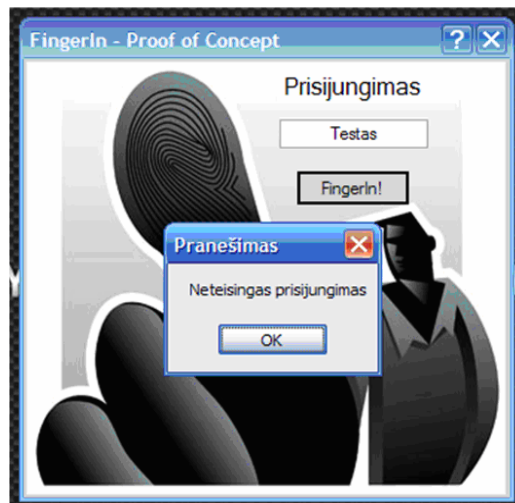 FingerIn - Proof of Concept
Prisijungimas
Testas
FingerIn!
Pranešimas
Neteisingas prisijungimas
OK